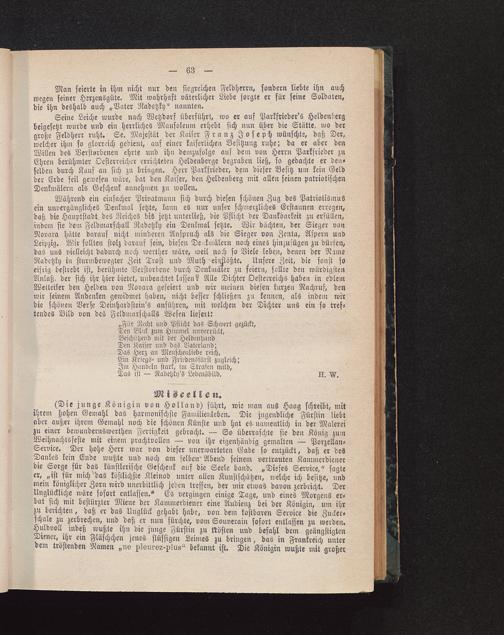 — 63 —
Man feierte in ihm nicht nur den siegreichen Feldherrn, sondern liebte ihn auch
wegen seiner Herzensgüte. Mit wahrhaft väterlicher Liebe sorgte er für seine Soldaten,
die ihn deshalb auch „Vater Radetzky“ nannten.
Seine Leiche wurde nach Wetzdorf überführt, wo er auf Parkfrieder's Heldenberg
beigesetzt wurde und ein herrliches Mausoleum erhebt sich nun über die Stätte, wo der
große Feldherr ruht. Se. Majestät der Kaiser Franz Joseph wünschte, daß Der,
welcher ihm so glorreich gedient, auf einer kaiserlichen Besitzung ruhe; da er aber den
Willen des Verstorbenen ehrte und ihn demzufolge auf dem von Herrn Parkfrieder zu
Ehren berühmter Oesterreicher errichteten Heldenberge begraben ließ, so gedachte er den-
selben durch Kauf an sich zu bringen. Herr Parkfrieder, dem dieser Besitz um kein Geld
der Erde feil gewesen wäre, bat den Kaiser, den Heldenberg mit allen seinen patriotischen
Denkmälern als Geschenk annehmen zu wollen.
Während ein einfacher Privatmann sich durch diesen schönen Zug des Patriotismus
ein unvergängliches Denkmal setzte, kann es nur unser schmerzliches Erstaunen erregen,
daß die Hauptstadt des Reichs bis jetzt unterließ, die Pflicht der Dankbarkeit zu erfüllen,
indem sie dem Feldmarschall Radetzky ein Denkmal setzte. Wir dächten, der Sieger von
Novara hätte darauf nicht minderen Anspruch als die Sieger von Zenta, Aspern und
Leipzig. Wir sollten stolz darauf sein, diesen Denkmälern noch eines hinzufügen zu dürfen,
das uns vielleicht dadurch noch werther wäre, weil noch so Viele leben, denen der Name
Radetzky in sturmbewegter Zeit Trost und Muth einflößte. Unsere Zeit, die sonst so
eifrig bestrebt ist, berühmte Verstorbene durch Denkmäler zu feiern, sollte den würdigsten
Anlaß, der sich ihr hier bietet, unbeachtet lassen? Alle Dichter Oesterreichs haben in edlem
Wetteifer den Helden von Novara gefeiert und wir meinen diesen kurzen Nachruf, den
wir seinem Andenken gewidmet haben, nicht besser schließen zu können, als indem wir
die schönen Verse Deinhardstein's anführen, mit welchen der Dichter uns ein so tref-
fendes Bild von des Feldmarschalls Wesen liefert:
„Für Recht und Pflicht das Schwert gezückt,
Den Blick zum Himmel unverrückt,
Beschützend mit der Heldenhand
Den Kaiser und das Vaterland;
Das Herz an Menschenliebe reich,
Ein Kriegs- und Friedensfürst zugleich;
Im Handeln stark, im Strafen mild,
Das ist — Radetzky's Lebensbild. H. W.
Miscellen.
(Die junge Königin von Holland) führt, wie man aus Haag schreibt, mit
ihrem hohen Gemahl das harmonischste Familienleben. Die jugendliche Fürstin liebt
aber außer ihrem Gemahl noch die schönen Künste und hat es namentlich in der Malerei
zu einer bewundernswerthen Fertigkeit gebracht. — So überraschte sie den König zum
Weihnachtsfeste mit einem prachtvollen — von ihr eigenhändig gemalten — Porzellan-
Service. Der hohe Herr war von dieser unerwarteten Gabe so entzückt, daß er des
Dankes kein Ende wußte und noch am selben Abend seinem vertrauten Kammerdiener
die Sorge für das künstlerische Geschenk auf die Seele band. „Dieses Service,“ sagte
er, „ist für mich das köstlichste Kleinod unter allen Kunstschätzen, welche ich besitze, und
mein königlicher Zorn wird unerbittlich jeden treffen, der mir etwas davon zerbricht. Der
Unglückliche wäre sofort entlassen.“ Es vergingen einige Tage, und eines Morgens er-
bat sich mit bestürzter Miene der Kammerdiener eine Audienz bei der Königin, um ihr
zu berichten, daß er das Unglück gehabt habe, von dem kostbaren Service die Zucker-
schale zu zerbrechen, und daß er nun fürchte, vom Souverain sofort entlassen zu werden.
Huldvoll indeß wußte ihn die junge Fürstin zu trösten und befahl dem geängstigten
Diener, ihr ein Fläschchen jenes flüssigen Leimes zu bringen, das in Frankreich unter
dem tröstenden Namen „ne pleurez-plus“ bekannt ist. Die Königin wußte mit großer